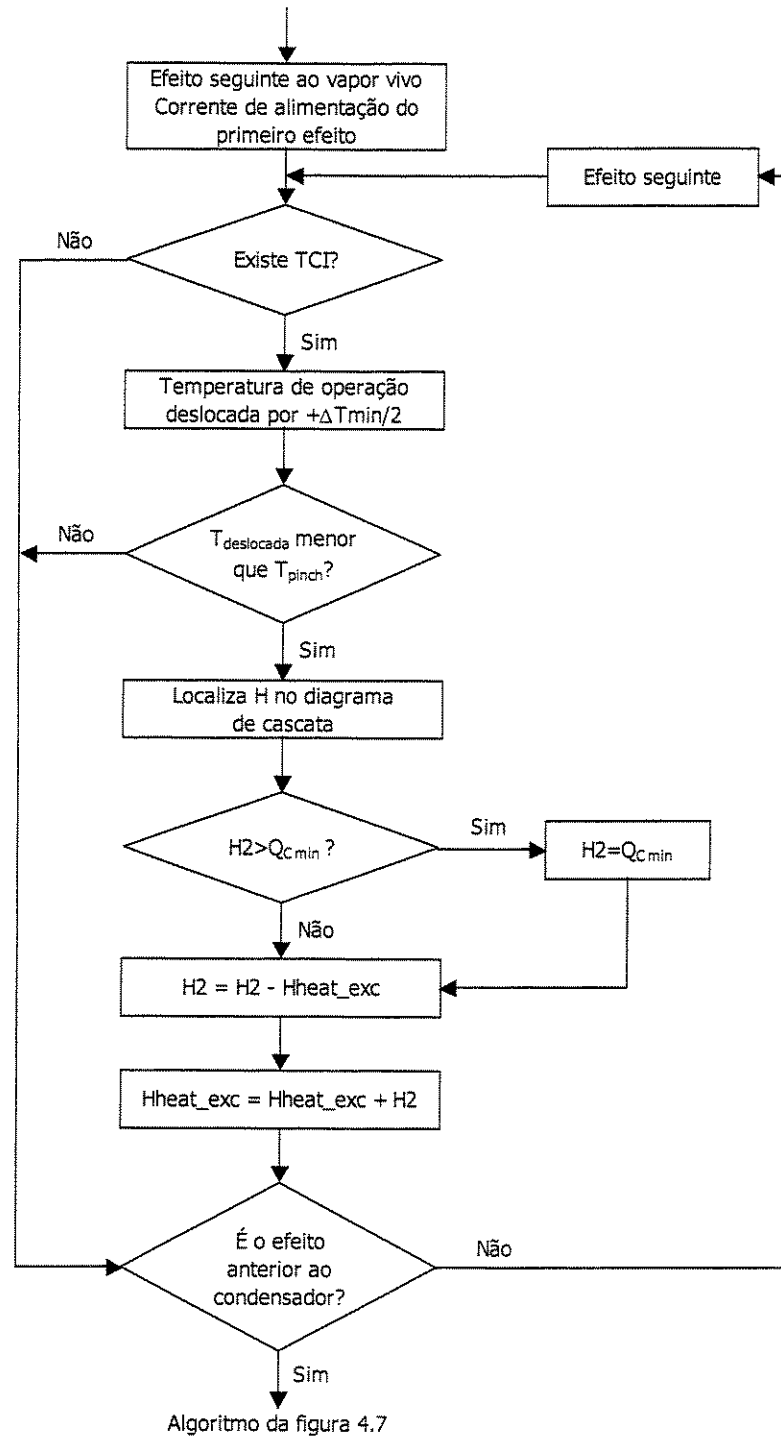 Efeito seguinte ao vapor vivo
Corrente de alimentação do
primeiro efeito
Efeito seguinte
Não
Existe TCI?
Sim
Temperatura de operação
deslocada por +ΔTmin/2
Não
Tdeslocada menor
que Tpinch?
Sim
Localiza H no diagrama
de cascata
H2>QCmin ?
Sim
H2=QCmin
Não
H2 = H2 - Hheat_exc
Hheat_exc = Hheat_exc + H2
É o efeito
anterior ao
condensador?
Não
Sim
Algoritmo da figura 4.7